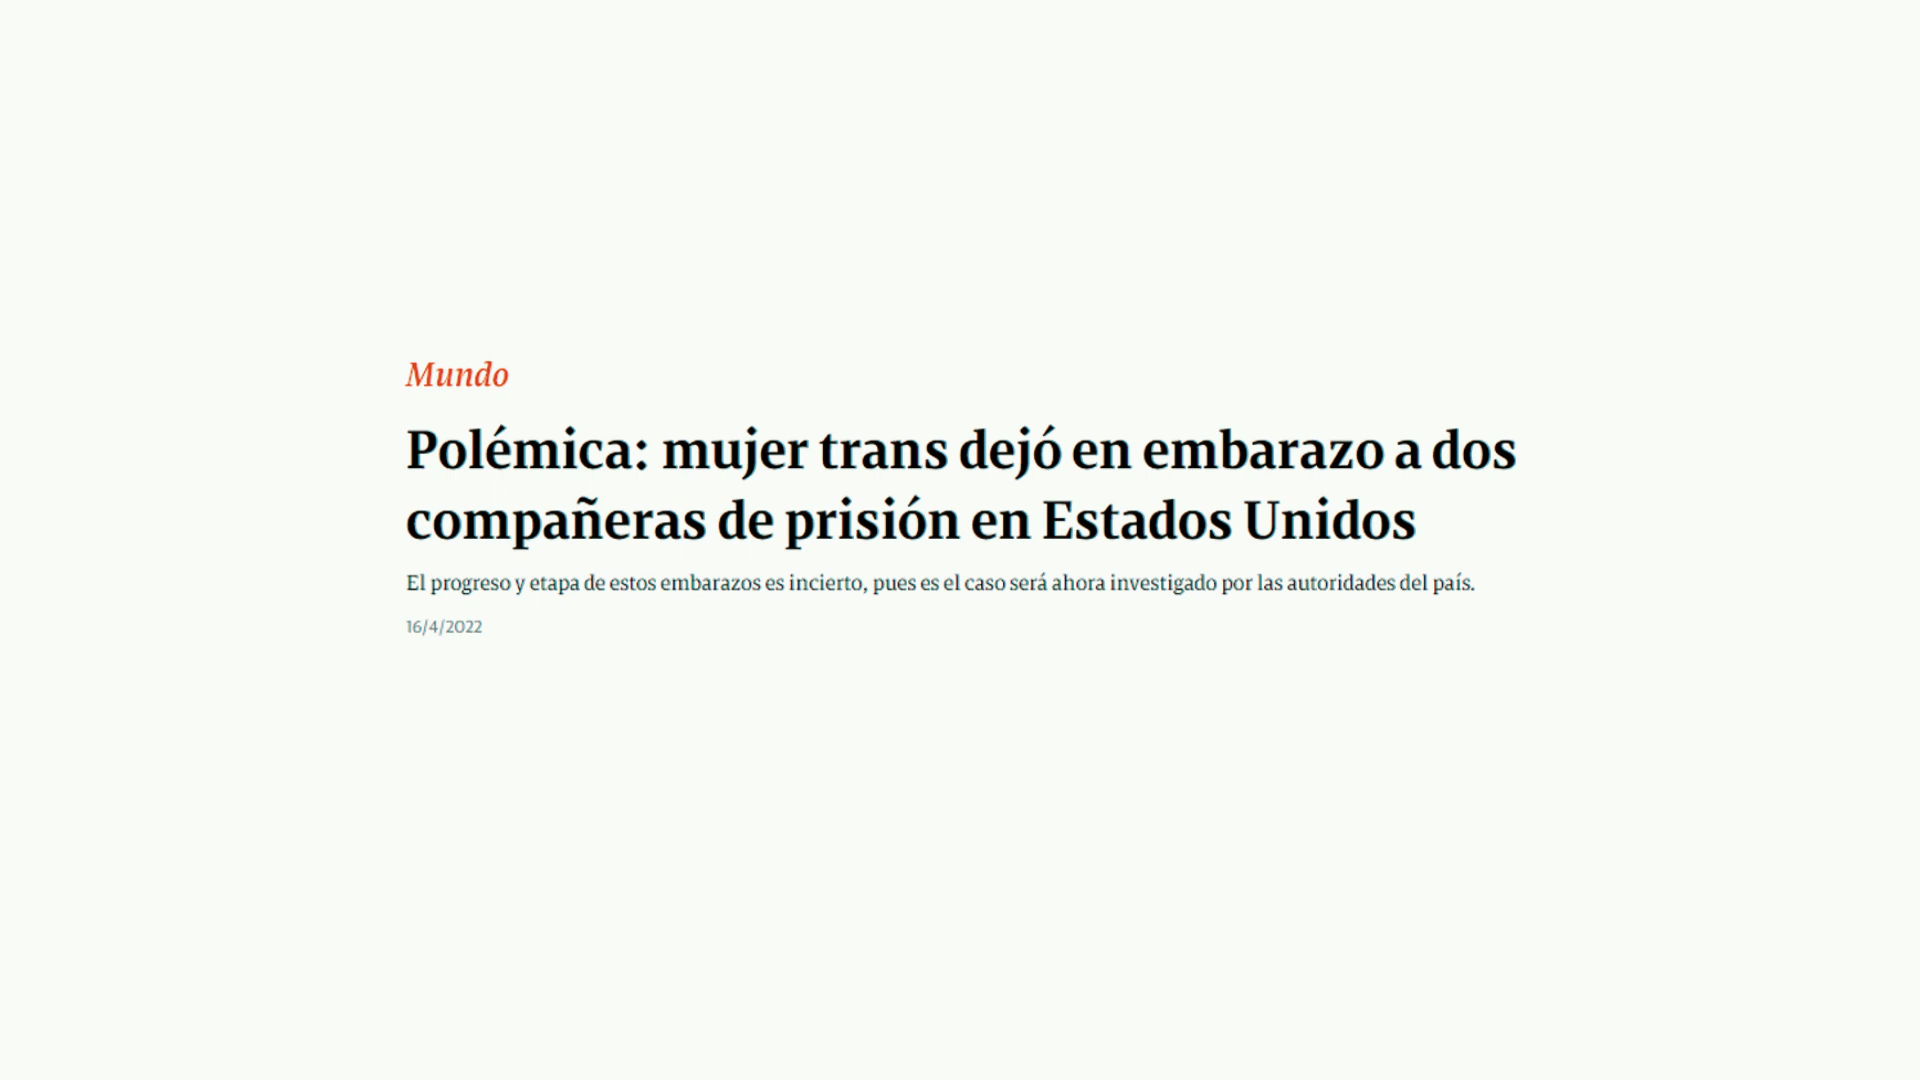 Mundo
Polémica: mujer trans dejó en embarazo a dos
compañeras de prisión en Estados Unidos
El progreso y etapa de estos embarazos es incierto, pues es el caso será ahora investigado por las autoridades del país.
16/4/2022